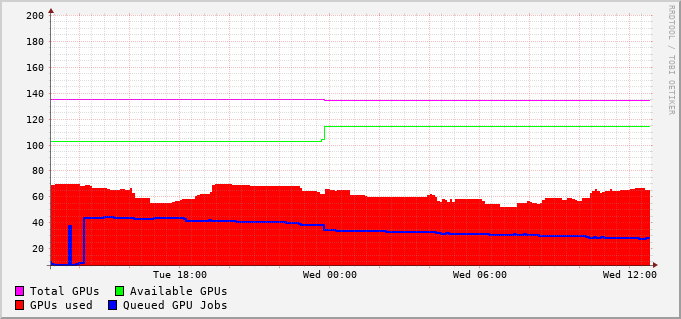 200
180
160
140
120
100
80
60
40
20
Tue 18:00 Wed 00:00 Wed 06:00 Wed 12:00
Total GPUs Available GPUs
GPUs used Queued GPU Jobs
RRDTOOL / TOBI OETIKER